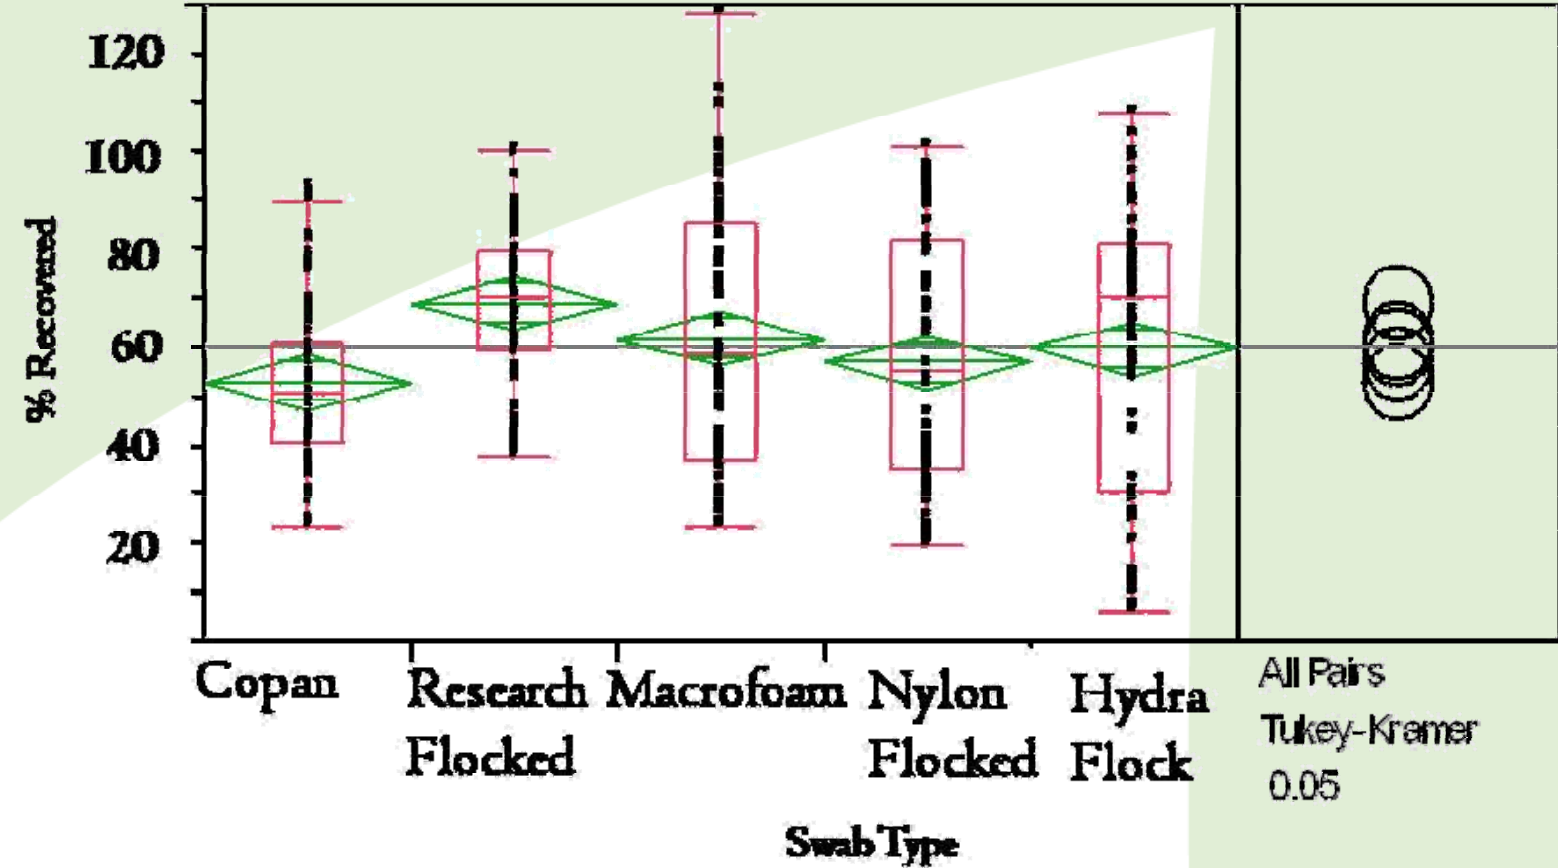 120
100
80
60
40
20
% Recovered
Copan
Research
Flocked
Macrofoam
Nylon
Flocked
Hydra
Flock
Swab Type
All Pairs
Tukey-Kramer
0.05